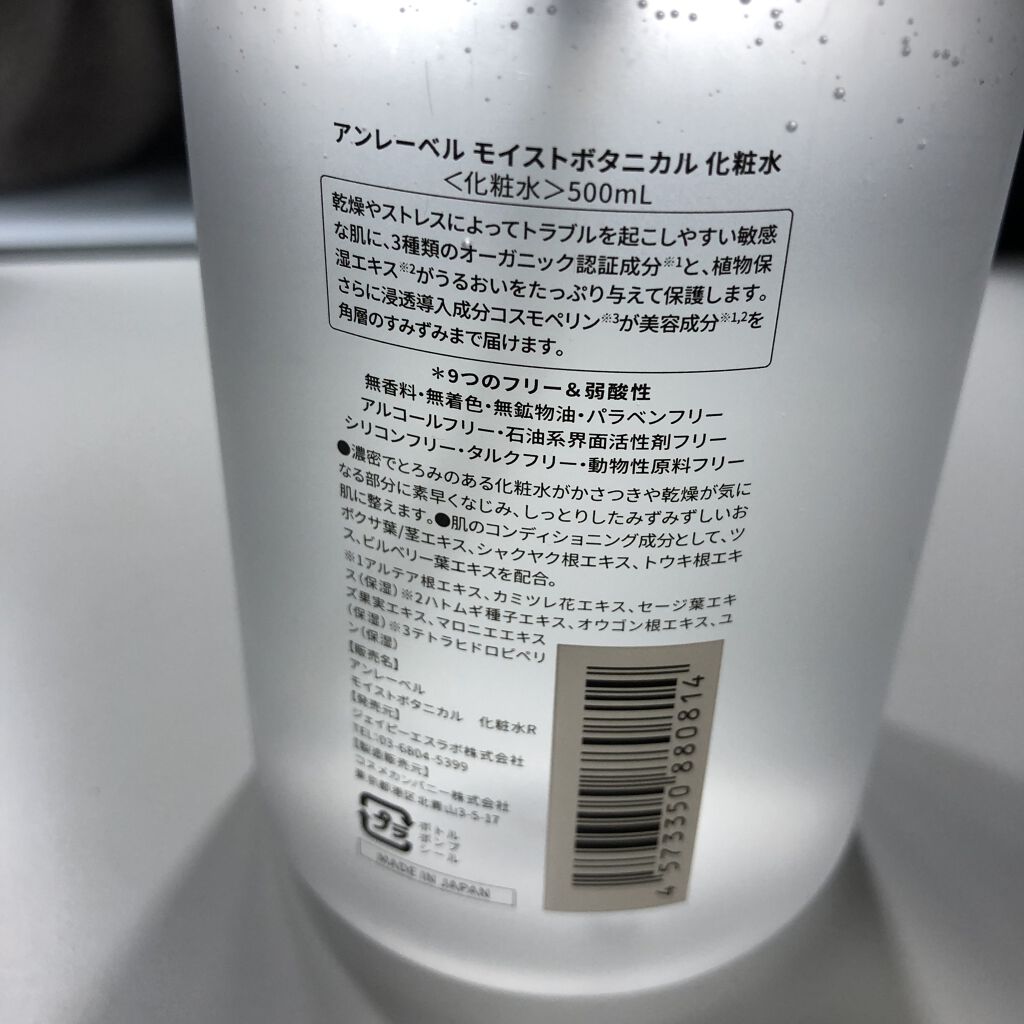 アンレーベル モイストボタニカル 化粧水
＜化粧水＞500mL
乾燥やストレスによってトラブルを起こしやすい敏感
な肌に、3種類のオーガニック認証成分※1と、植物保
湿エキス※2がうるおいをたっぷり与えて保護します。
さらに浸透導入成分コスモペリン※3が美容成分※1,2を
角層のすみずみまで届けます。
＊9つのフリー＆弱酸性
無香料・無着色・無鉱物油・パラベンフリー
アルコールフリー・石油系界面活性剤フリー
シリコンフリー・タルクフリー・動物性原料フリー
●濃密でとろみのある化粧水がかさつきや乾燥が気に
なる部分に素早くなじみ、しっとりしたみずみずしいお
肌に整えます。●肌のコンディショニング成分として、ツ
ボクサ葉/茎エキス、シャクヤク根エキス、トウキ根エキ
ス、ビルベリー葉エキスを配合。
※1アルテア根エキス、カミツレ花エキス、セージ葉エキ
ス(保湿)※2ハトムギ種子エキス、オウゴン根エキス、ユ
ズ果実エキス、マロニエエキス
(保湿)※3テトラヒドロピペリ
ン(保湿)
【販売名】
アンレーベル
モイストボタニカル 化粧水R
【発売元】
ジェイピーエスラボ株式会社
TEL:03-6804-5399
【製造販売元】
コスメカンパニー株式会社
東京都港区北青山3-5-17
プラ
ボトル
ポンプ
シール
MADE IN JAPAN
4573350880814